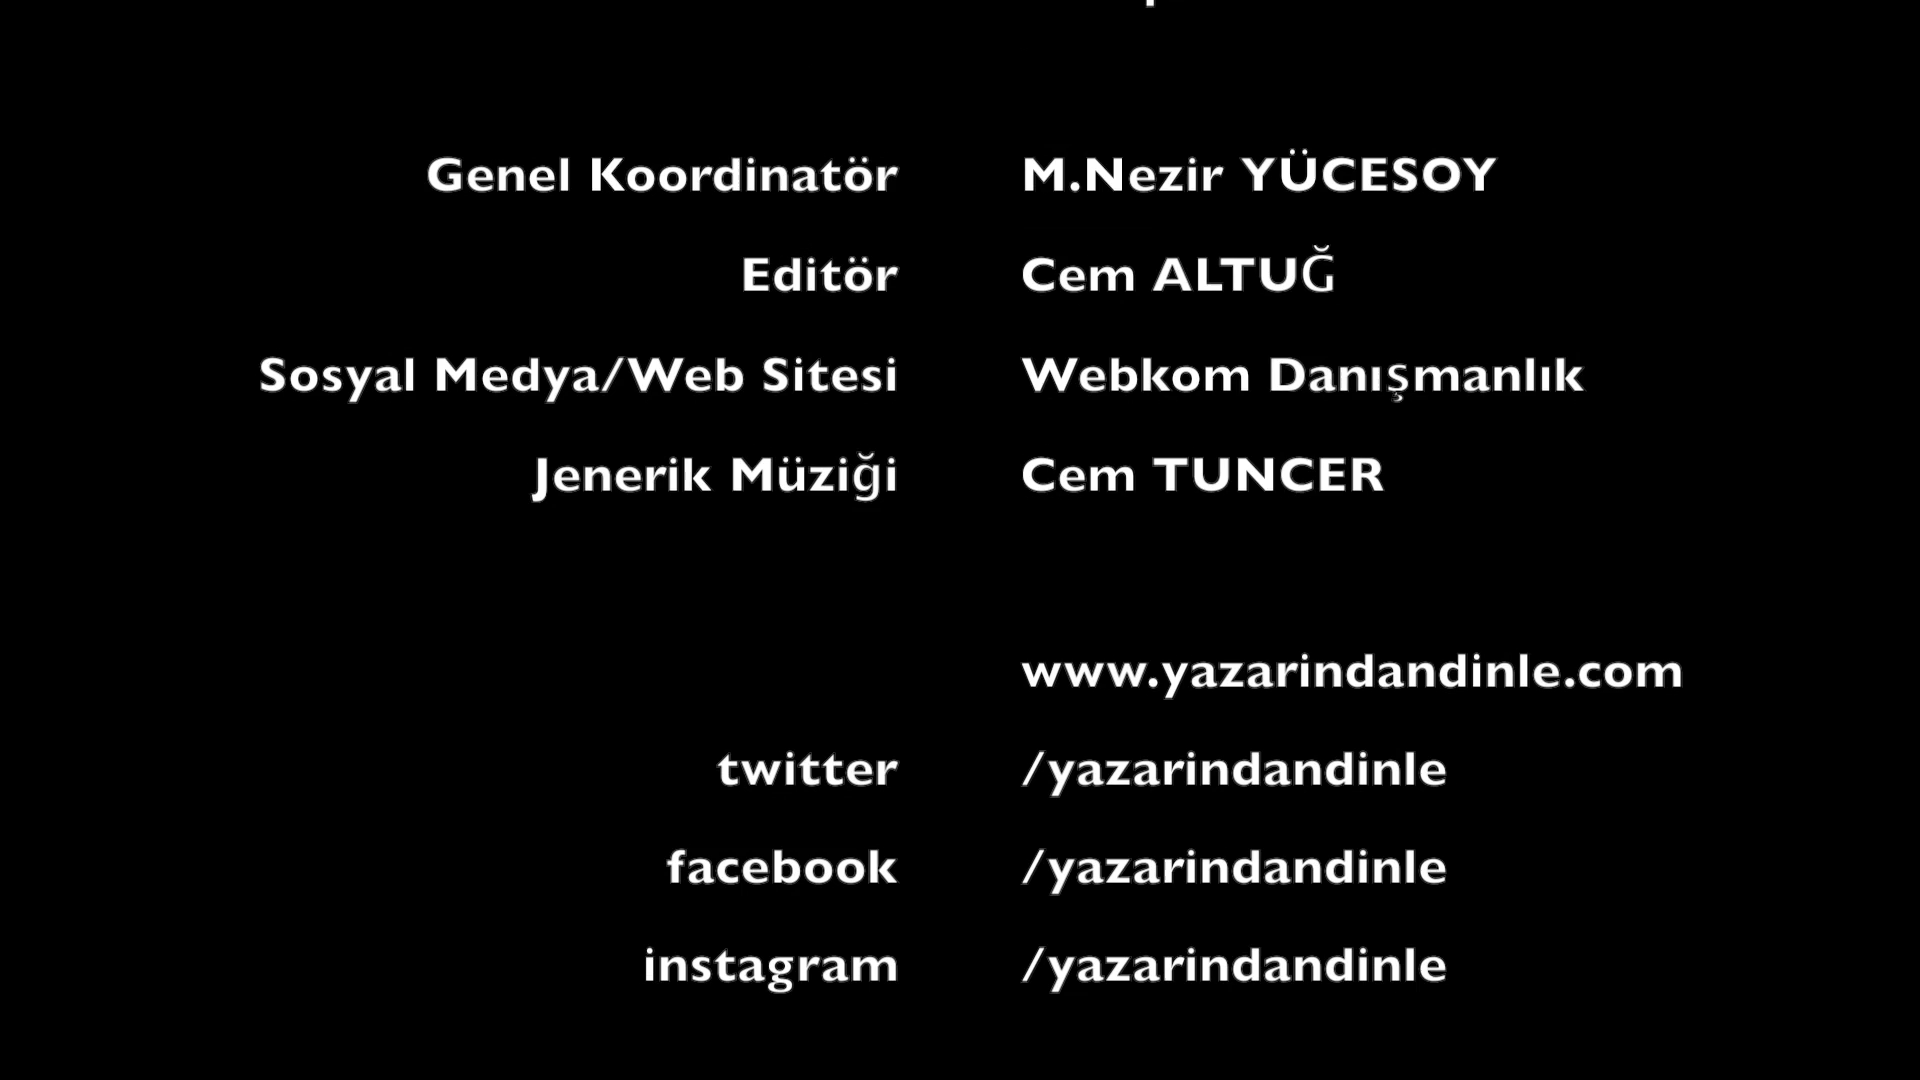 Genel Koordinatör M.Nezir YÜCESOY
Editör Cem ALTUĞ
Sosyal Medya/Web Sitesi Webkom Danışmanlık
Jenerik Müziği Cem TUNCER
www.yazarindandinle.com
twitter /yazarindandinle
facebook /yazarindandinle
instagram /yazarindandinle